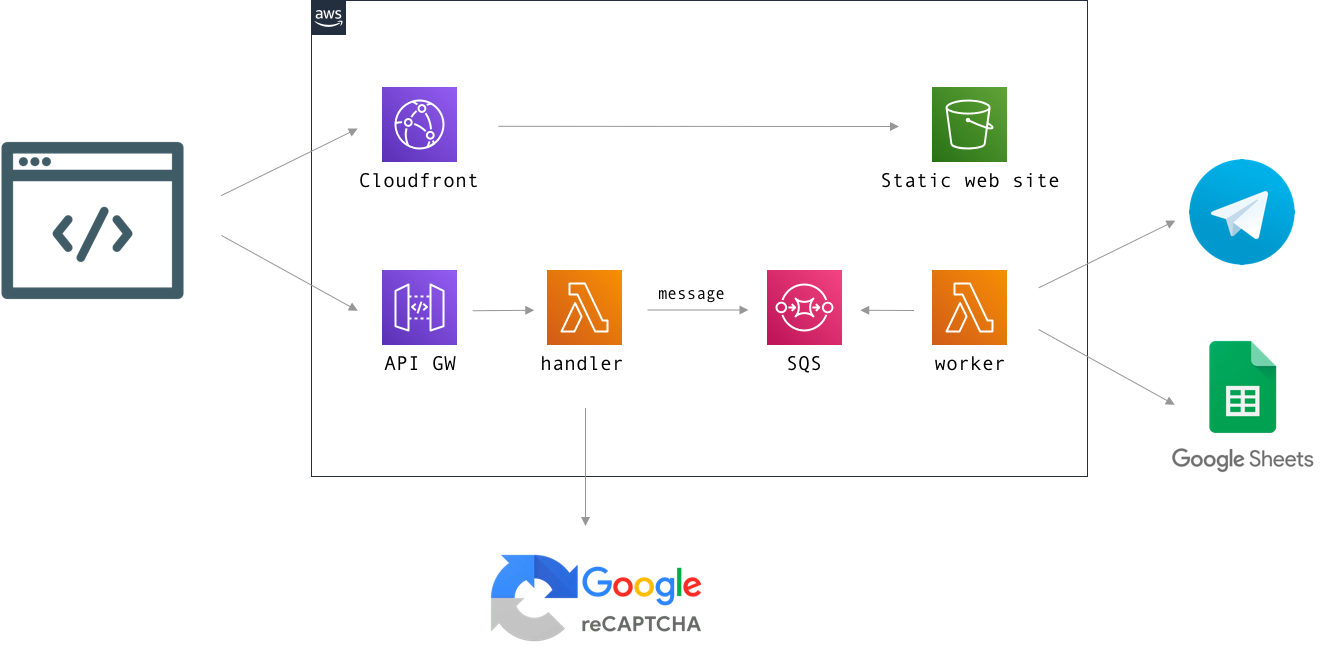 aws
Cloudfront
Static web site
message
API GW
handler
SQS
worker
Google Sheets
Google
reCAPTCHA